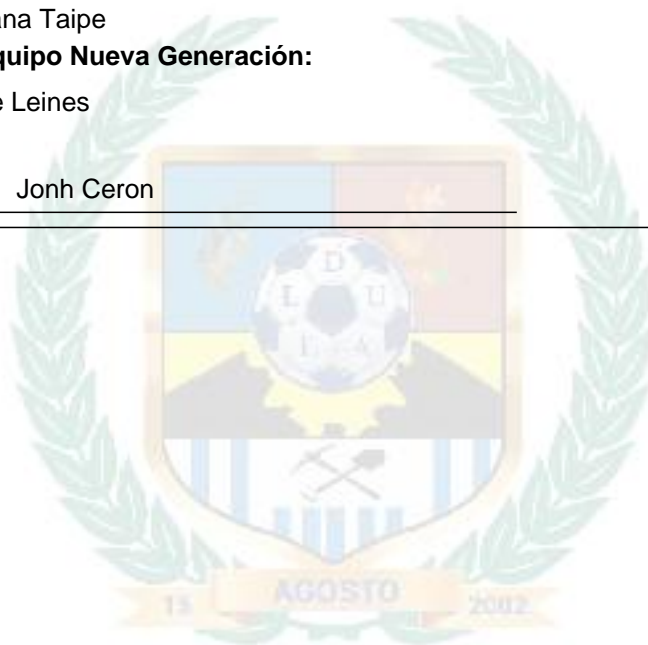 ana Taipe
quipo Nueva Generación:
e Leines
Jonh Ceron
L D U L A
15 AGOSTO 2002